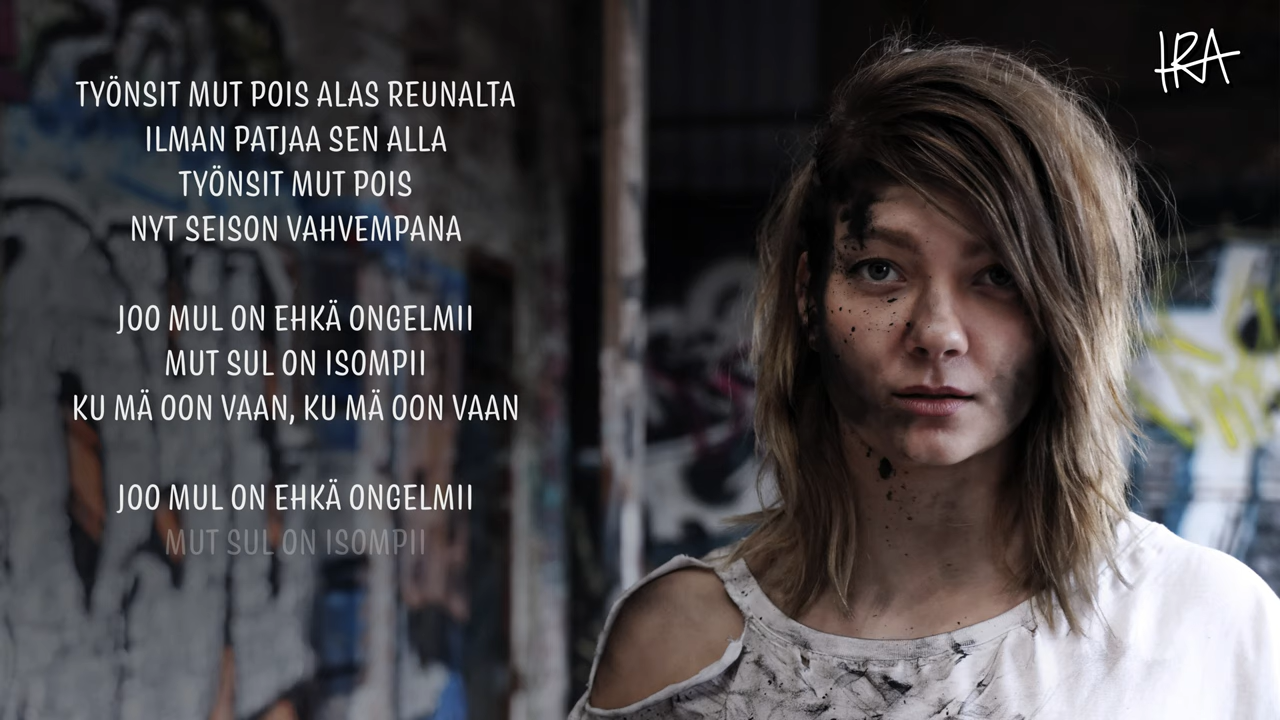 IRA
TYÖNSIT MUT POIS ALAS REUNALTA
ILMAN PATJAA SEN ALLA
TYÖNSIT MUT POIS
NYT SEISON VAHVEMPANA
JOO MUL ON EHKÄ ONGELMII
MUT SUL ON ISOMPII
KU MÄ OON VAAN, KU MÄ OON VAAN
JOO MUL ON EHKÄ ONGELMII
MUT SUL ON ISOMPII